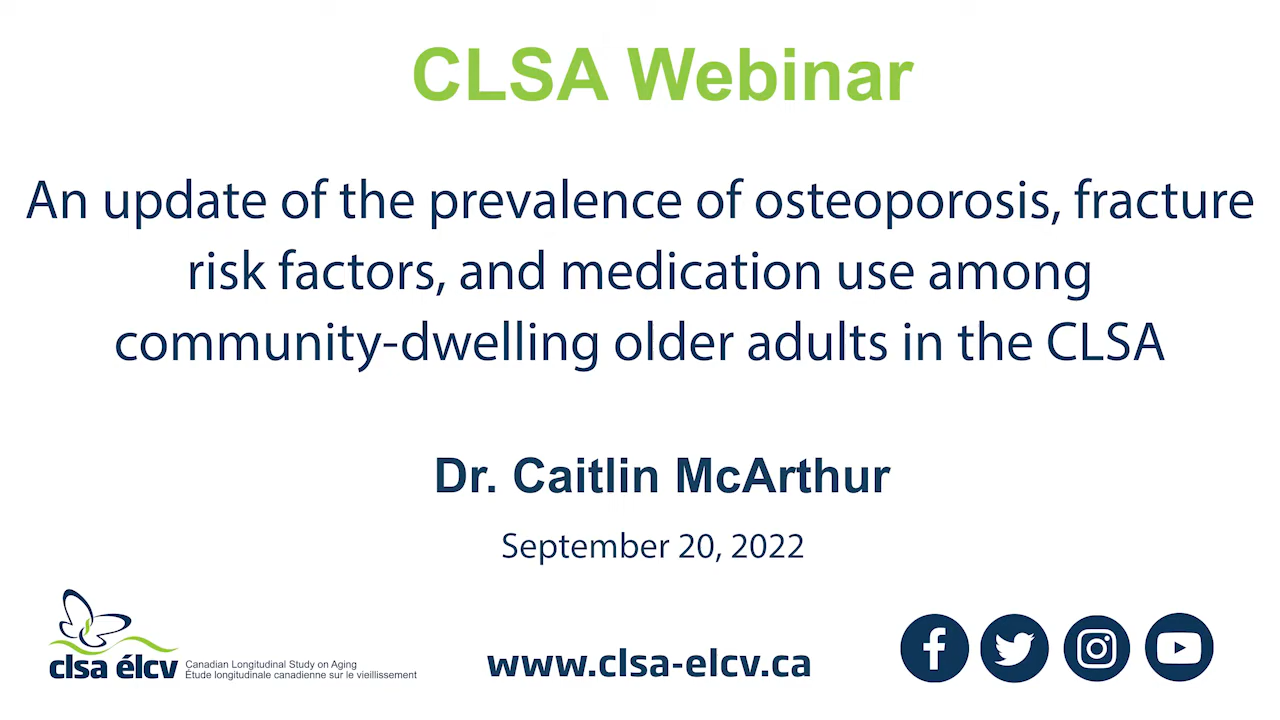 CLSA Webinar
An update of the prevalence of osteoporosis, fracture
risk factors, and medication use among
community-dwelling older adults in the CLSA
Dr. Caitlin McArthur
September 20, 2022
clsa élcv
Canadian Longitudinal Study on Aging
Étude longitudinale canadienne sur le vieillissement
www.clsa-elcv.ca